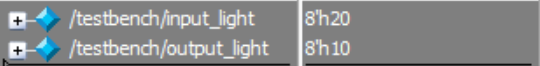 /testbench/input_light 8'h20
/testbench/output_light 8'h10